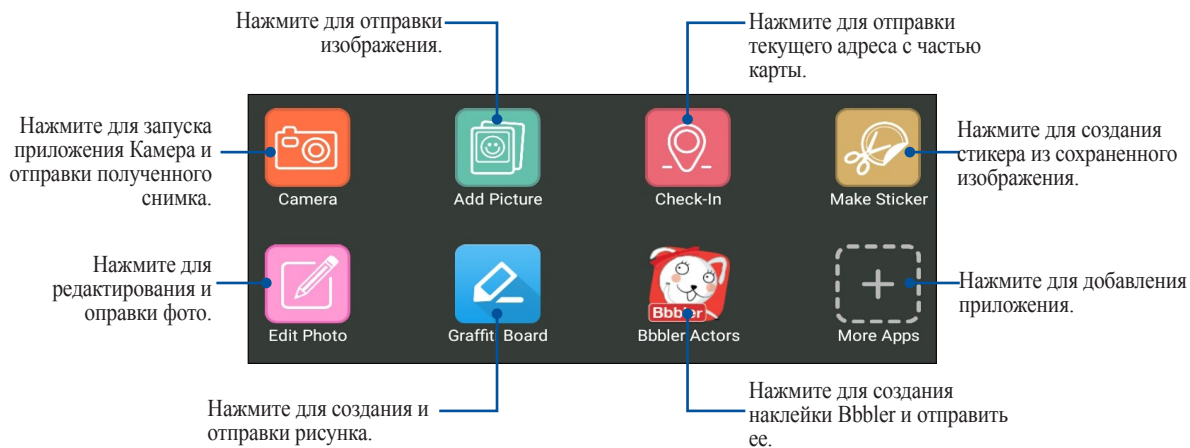 Нажмите для отправки
изображения.
Нажмите для отправки
текущего адреса с частью
карты.
Нажмите для запуска
приложения Камера и
отправки полученного
снимка.
Camera
Add Picture
Check-In
Make Sticker
Нажмите для создания
стикера из сохраненного
изображения.
Нажмите для
редактирования и
оправки фото.
Edit Photo
Graffiti Board
Bbbler
Bbbler Actors
More Apps
Нажмите для добавления
приложения.
Нажмите для создания и
отправки рисунка.
Нажмите для создания
наклейки Bbbler и отправить
ее.